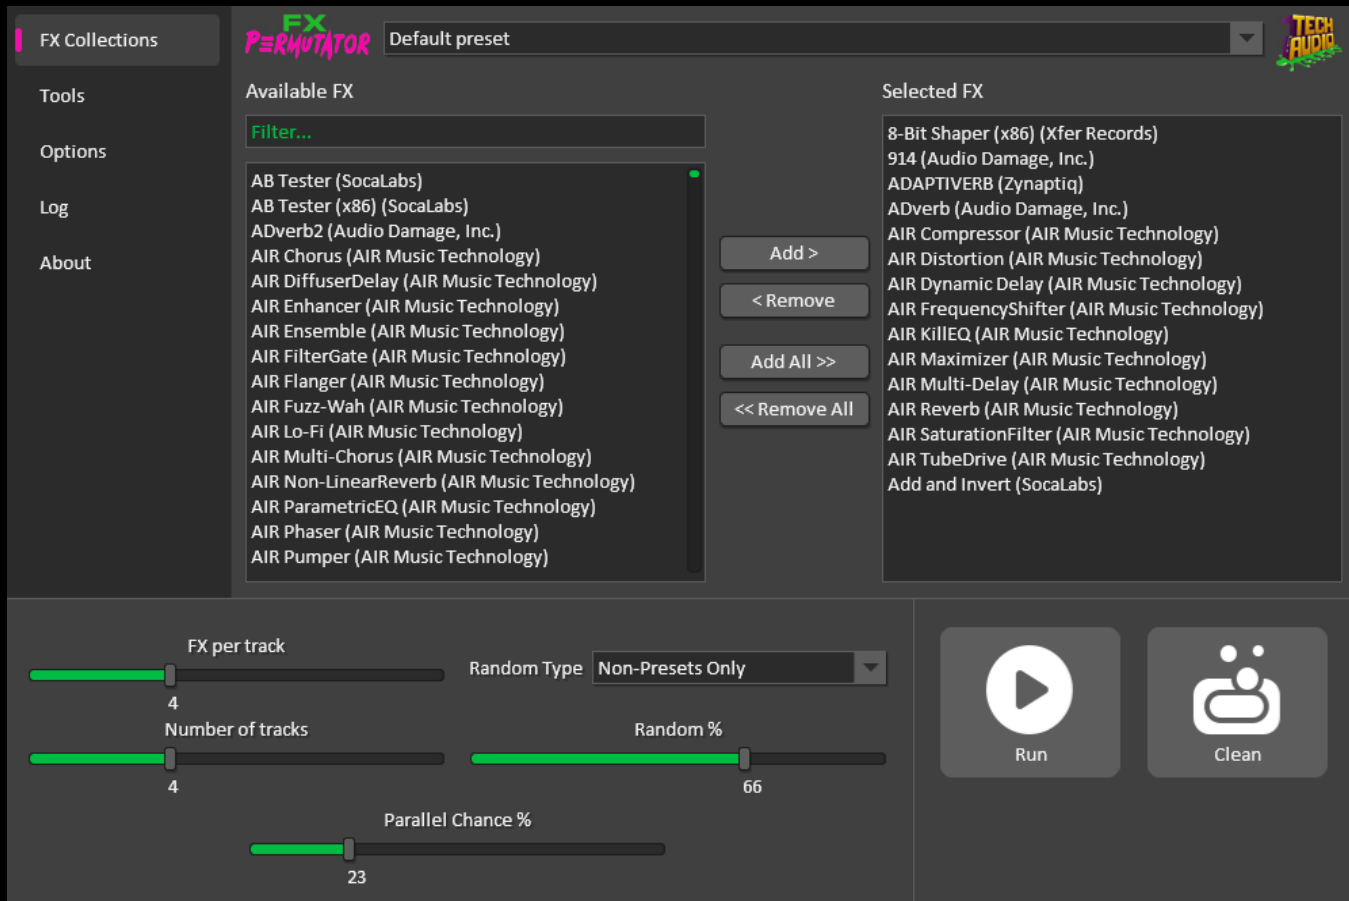 FX Collections
Tools
Options
Log
About
FX
PERMUTATOR
Default preset
TECH
AUDIO
Available FX
Filter...
AB Tester (SocaLabs)
AB Tester (x86) (SocaLabs)
ADverb2 (Audio Damage, Inc.)
AIR Chorus (AIR Music Technology)
AIR DiffuserDelay (AIR Music Technology)
AIR Enhancer (AIR Music Technology)
AIR Ensemble (AIR Music Technology)
AIR FilterGate (AIR Music Technology)
AIR Flanger (AIR Music Technology)
AIR Fuzz-Wah (AIR Music Technology)
AIR Lo-Fi (AIR Music Technology)
AIR Multi-Chorus (AIR Music Technology)
AIR Non-LinearReverb (AIR Music Technology)
AIR ParametricEQ (AIR Music Technology)
AIR Phaser (AIR Music Technology)
AIR Pumper (AIR Music Technology)
Add >
< Remove
Add All >>
<< Remove All
Selected FX
8-Bit Shaper (x86) (Xfer Records)
914 (Audio Damage, Inc.)
ADAPTIVERB (Zynaptiq)
ADverb (Audio Damage, Inc.)
AIR Compressor (AIR Music Technology)
AIR Distortion (AIR Music Technology)
AIR Dynamic Delay (AIR Music Technology)
AIR FrequencyShifter (AIR Music Technology)
AIR KillEQ (AIR Music Technology)
AIR Maximizer (AIR Music Technology)
AIR Multi-Delay (AIR Music Technology)
AIR Reverb (AIR Music Technology)
AIR SaturationFilter (AIR Music Technology)
AIR TubeDrive (AIR Music Technology)
Add and Invert (SocaLabs)
FX per track
4
Number of tracks
4
Random Type
Non-Presets Only
Random %
66
Parallel Chance %
23
Run
Clean